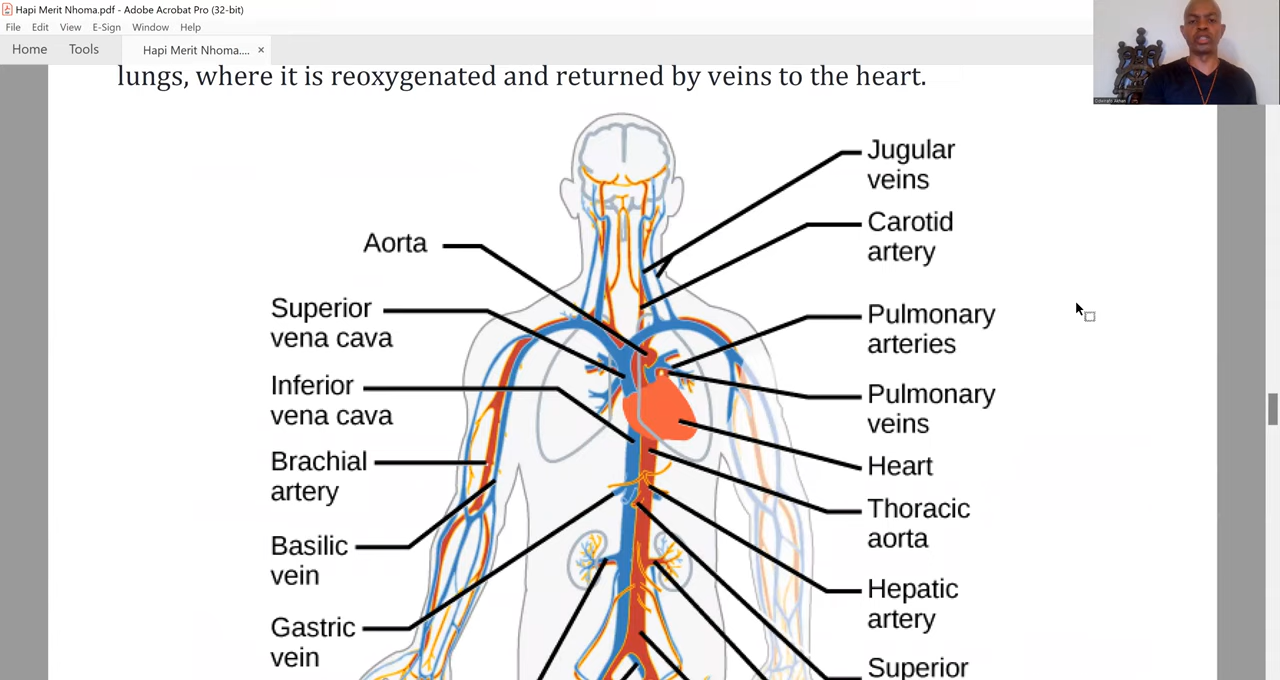 Hapi Merit Nhoma.pdf - Adobe Acrobat Pro (32-bit)
File Edit View E-Sign Window Help
Home Tools Hapi Merit Nhoma.... ×
lungs, where it is reoxygenated and returned by veins to the heart.
Jugular
veins
Carotid
artery
Aorta
Superior
vena cava
Pulmonary
arteries
Inferior
vena cava
Pulmonary
veins
Brachial
artery
Heart
Thoracic
aorta
Basilic
vein
Hepatic
artery
Gastric
vein
Superior